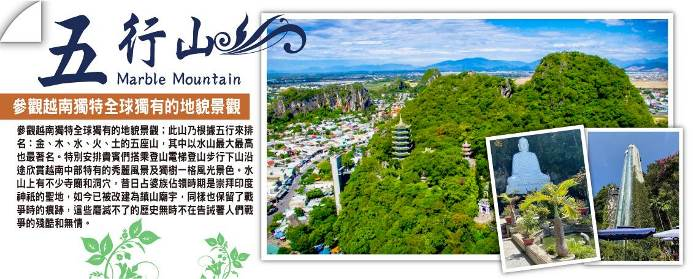 五行山
Marble Mountain
參觀越南獨特全球獨有的地貌景觀
參觀越南獨特全球獨有的地貌景觀；此山乃根據五行來排
名：金、木、水、火、土的五座山，其中以水山最大最高
也最著名。特別安排貴賓們搭乘登山電梯登山步行下山沿
途欣賞越南中部特有的秀麗風景及獨樹一格風光景色。水
山上有不少寺廟和洞穴，昔日占婆族佔領時期是崇拜印度
神祇的聖地，如今已被改建為鎮山廟宇，同樣也保留了戰
爭時的痕跡，這些磨滅不了的歷史無時不在告誡著人們戰
爭的殘酷和無情。